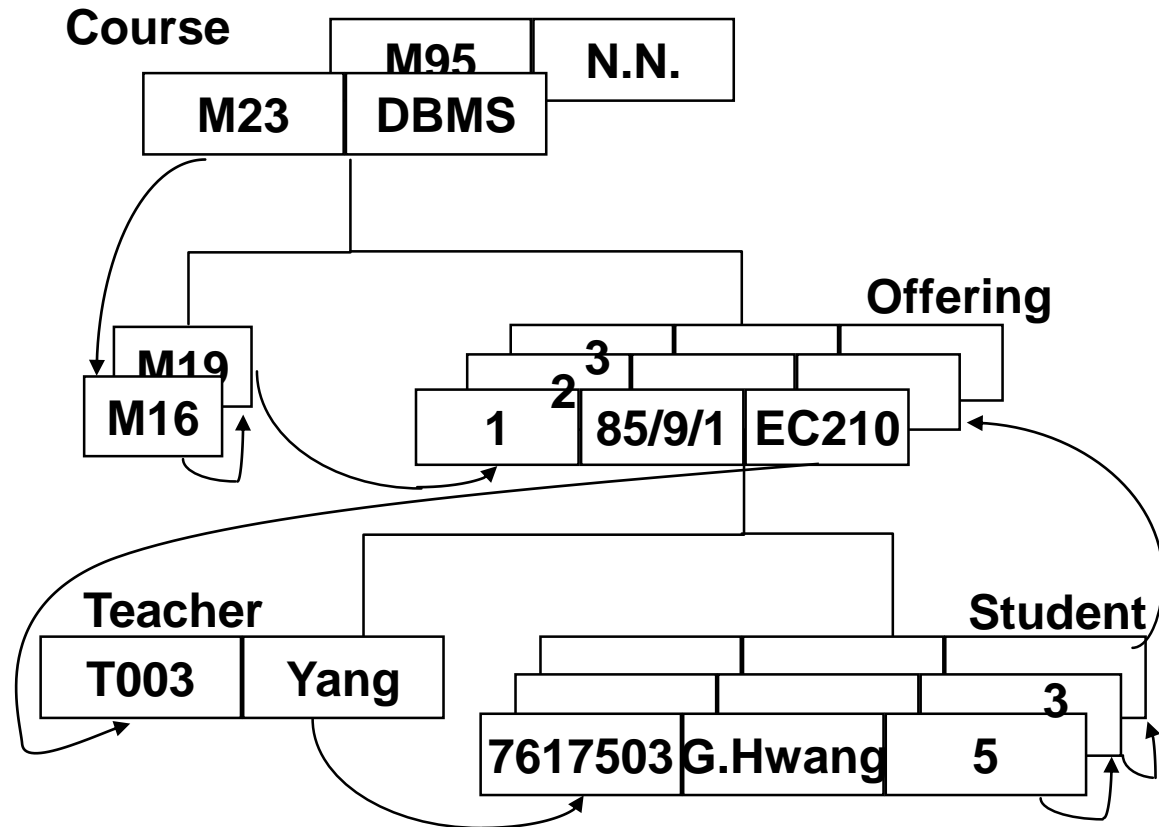 Course
M95 N.N.
M23 DBMS
Offering
M19
M16
3
2
1 85/9/1 EC210
Teacher
T003 Yang
Student
3
7617503 G.Hwang 5